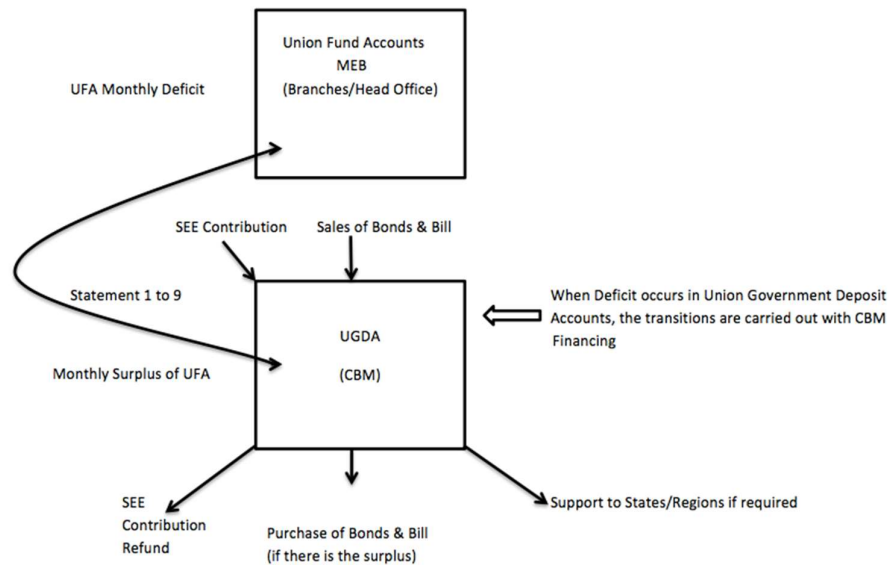 Union Fund Accounts
MEB
(Branches/Head Office)
UFA Monthly Deficit
SEE Contribution
Sales of Bonds & Bill
Statement 1 to 9
When Deficit occurs in Union Government Deposit
Accounts, the transitions are carried out with CBM
Financing
UGDA
(CBM)
Monthly Surplus of UFA
SEE
Contribution
Refund
Purchase of Bonds & Bill
(if there is the surplus)
Support to States/Regions if required